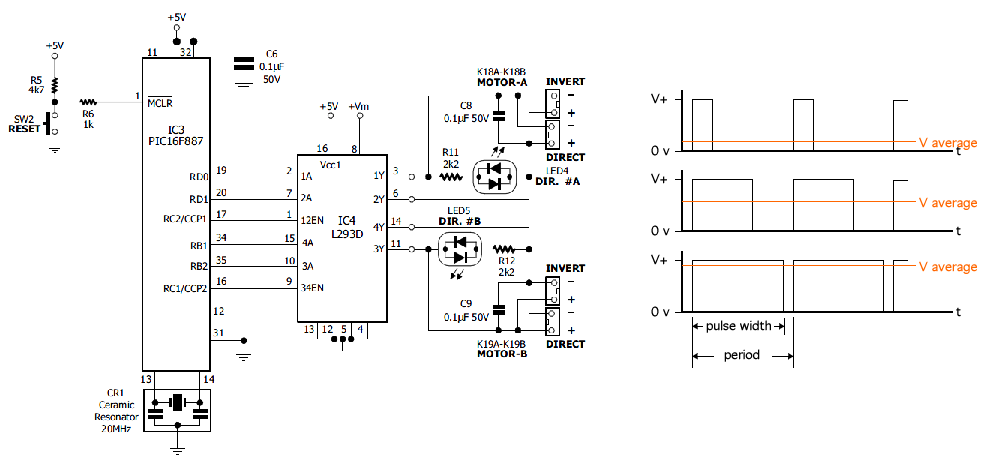 +5V
11
32
+5V
R5
4k7
1
MCLR
R6
1k
SW2
RESET
IC3
PIC16F887
C6
0.1µF
50V
RD0
19
RD1
20
RC2/CCP1
17
RB1
34
RB2
35
RC1/CCP2
16
12
31
13
14
CR1
Ceramic
Resonator
20MHz
+5V
+Vm
16
8
Vcc1
2
1A
7
2A
1
12EN
15
4A
10
3A
9
34EN
IC4
L293D
1Y
3
2Y
6
4Y
14
3Y
11
13
12
5
4
K18A-K18B
MOTOR-A
C8
0.1µF 50V
R11
2k2
INVERT
−
+
−
+
DIRECT
LED4
DIR. #A
LED5
DIR. #B
R12
2k2
C9
0.1µF 50V
INVERT
−
+
−
+
DIRECT
K19A-K19B
MOTOR-B
V+
0 v
V average
t
V+
0 v
V average
t
V+
0 v
V average
t
pulse width
period